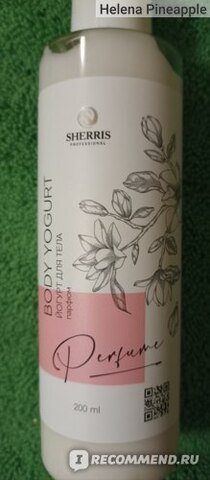 Helena Pineapple
SHERRIS
PROFESSIONAL
BODY YOGURT
ЙОГУРТ ДЛЯ ТЕЛА
парфюм
Perfume
200 ml
IRECOMMEND.RU